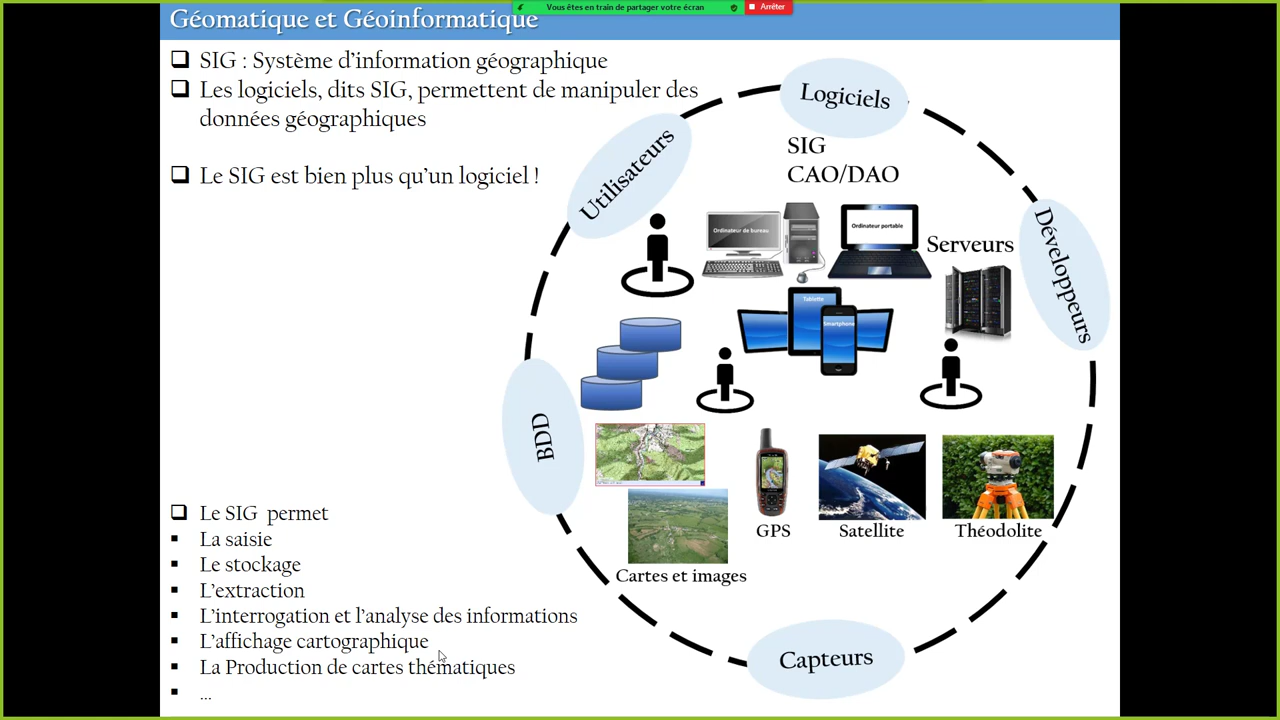 Vous êtes en train de partager votre écran
Arrêter
Géomatique et Géoinformatique
SIG : Système d'information géographique
Les logiciels, dits SIG, permettent de manipuler des
données géographiques
Le SIG est bien plus qu'un logiciel !
Le SIG permet
La saisie
Le stockage
L'extraction
L'interrogation et l'analyse des informations
L'affichage cartographique
La Production de cartes thématiques
...
Logiciels
Utilisateurs
SIG
CAO/DAO
Développeurs
Ordinateur de bureau
Ordinateur portable
Serveurs
Tablette
Smartphone
BDD
GPS
Satellite
Théodolite
Cartes et images
Capteurs